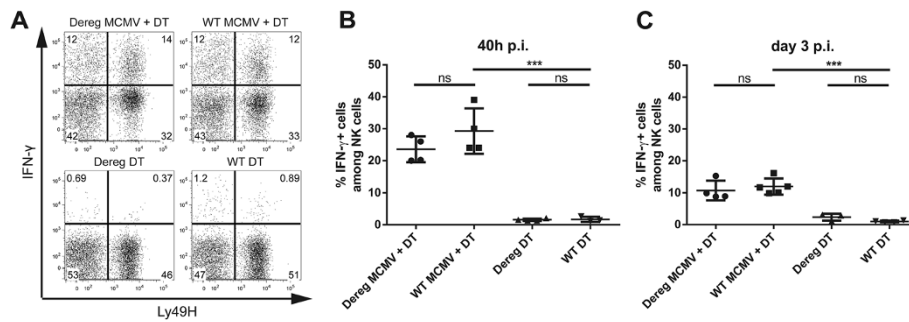 A
Dereg MCMV + DT
WT MCMV + DT
12 14
12 12
42 32
43 33
Dereg DT
WT DT
0.69 0.37
1.2 0.89
53 46
47 51
IFN-γ
Ly49H
B
40h p.i.
ns
***
ns
% IFN-γ+ cells
among NK cells
50
40
30
20
10
0
Dereg MCMV + DT
WT MCMV + DT
Dereg DT
WT DT
C
day 3 p.i.
ns
***
ns
% IFN-γ+ cells
among NK cells
50
40
30
20
10
0
Dereg MCMV + DT
WT MCMV + DT
Dereg DT
WT DT